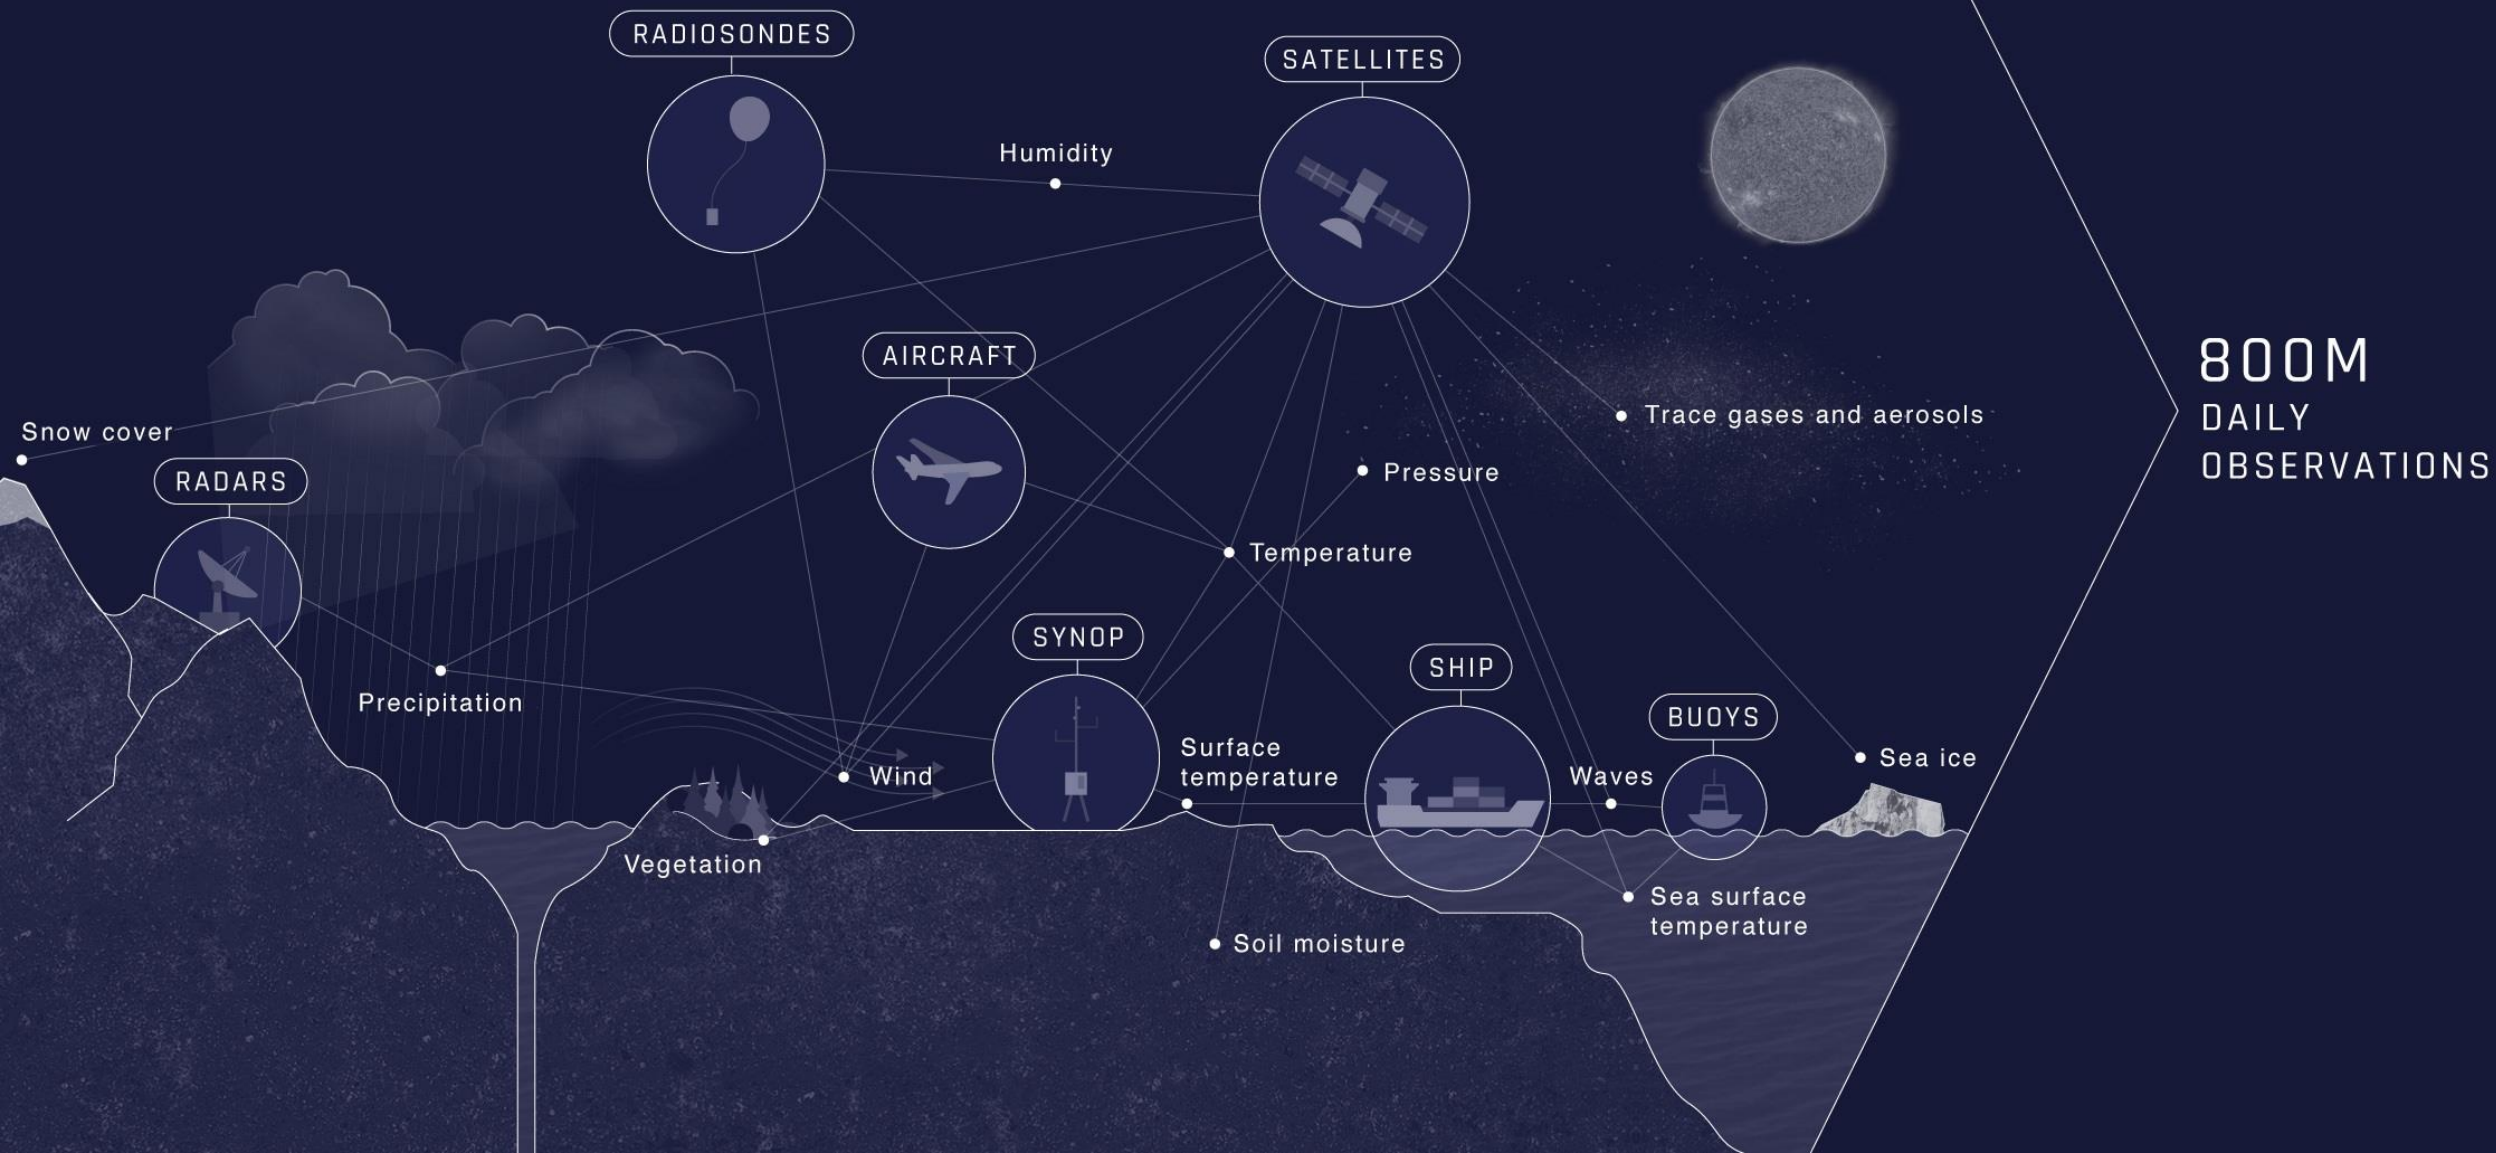 RADIOSONDES
SATELLITES
Humidity
800M
DAILY
OBSERVATIONS
AIRCRAFT
Trace gases and aerosols
Snow cover
RADARS
Pressure
Temperature
SYNOP
SHIP
Precipitation
BUOYS
Surface
temperature
Wind
Waves
Sea ice
Vegetation
Sea surface
temperature
Soil moisture